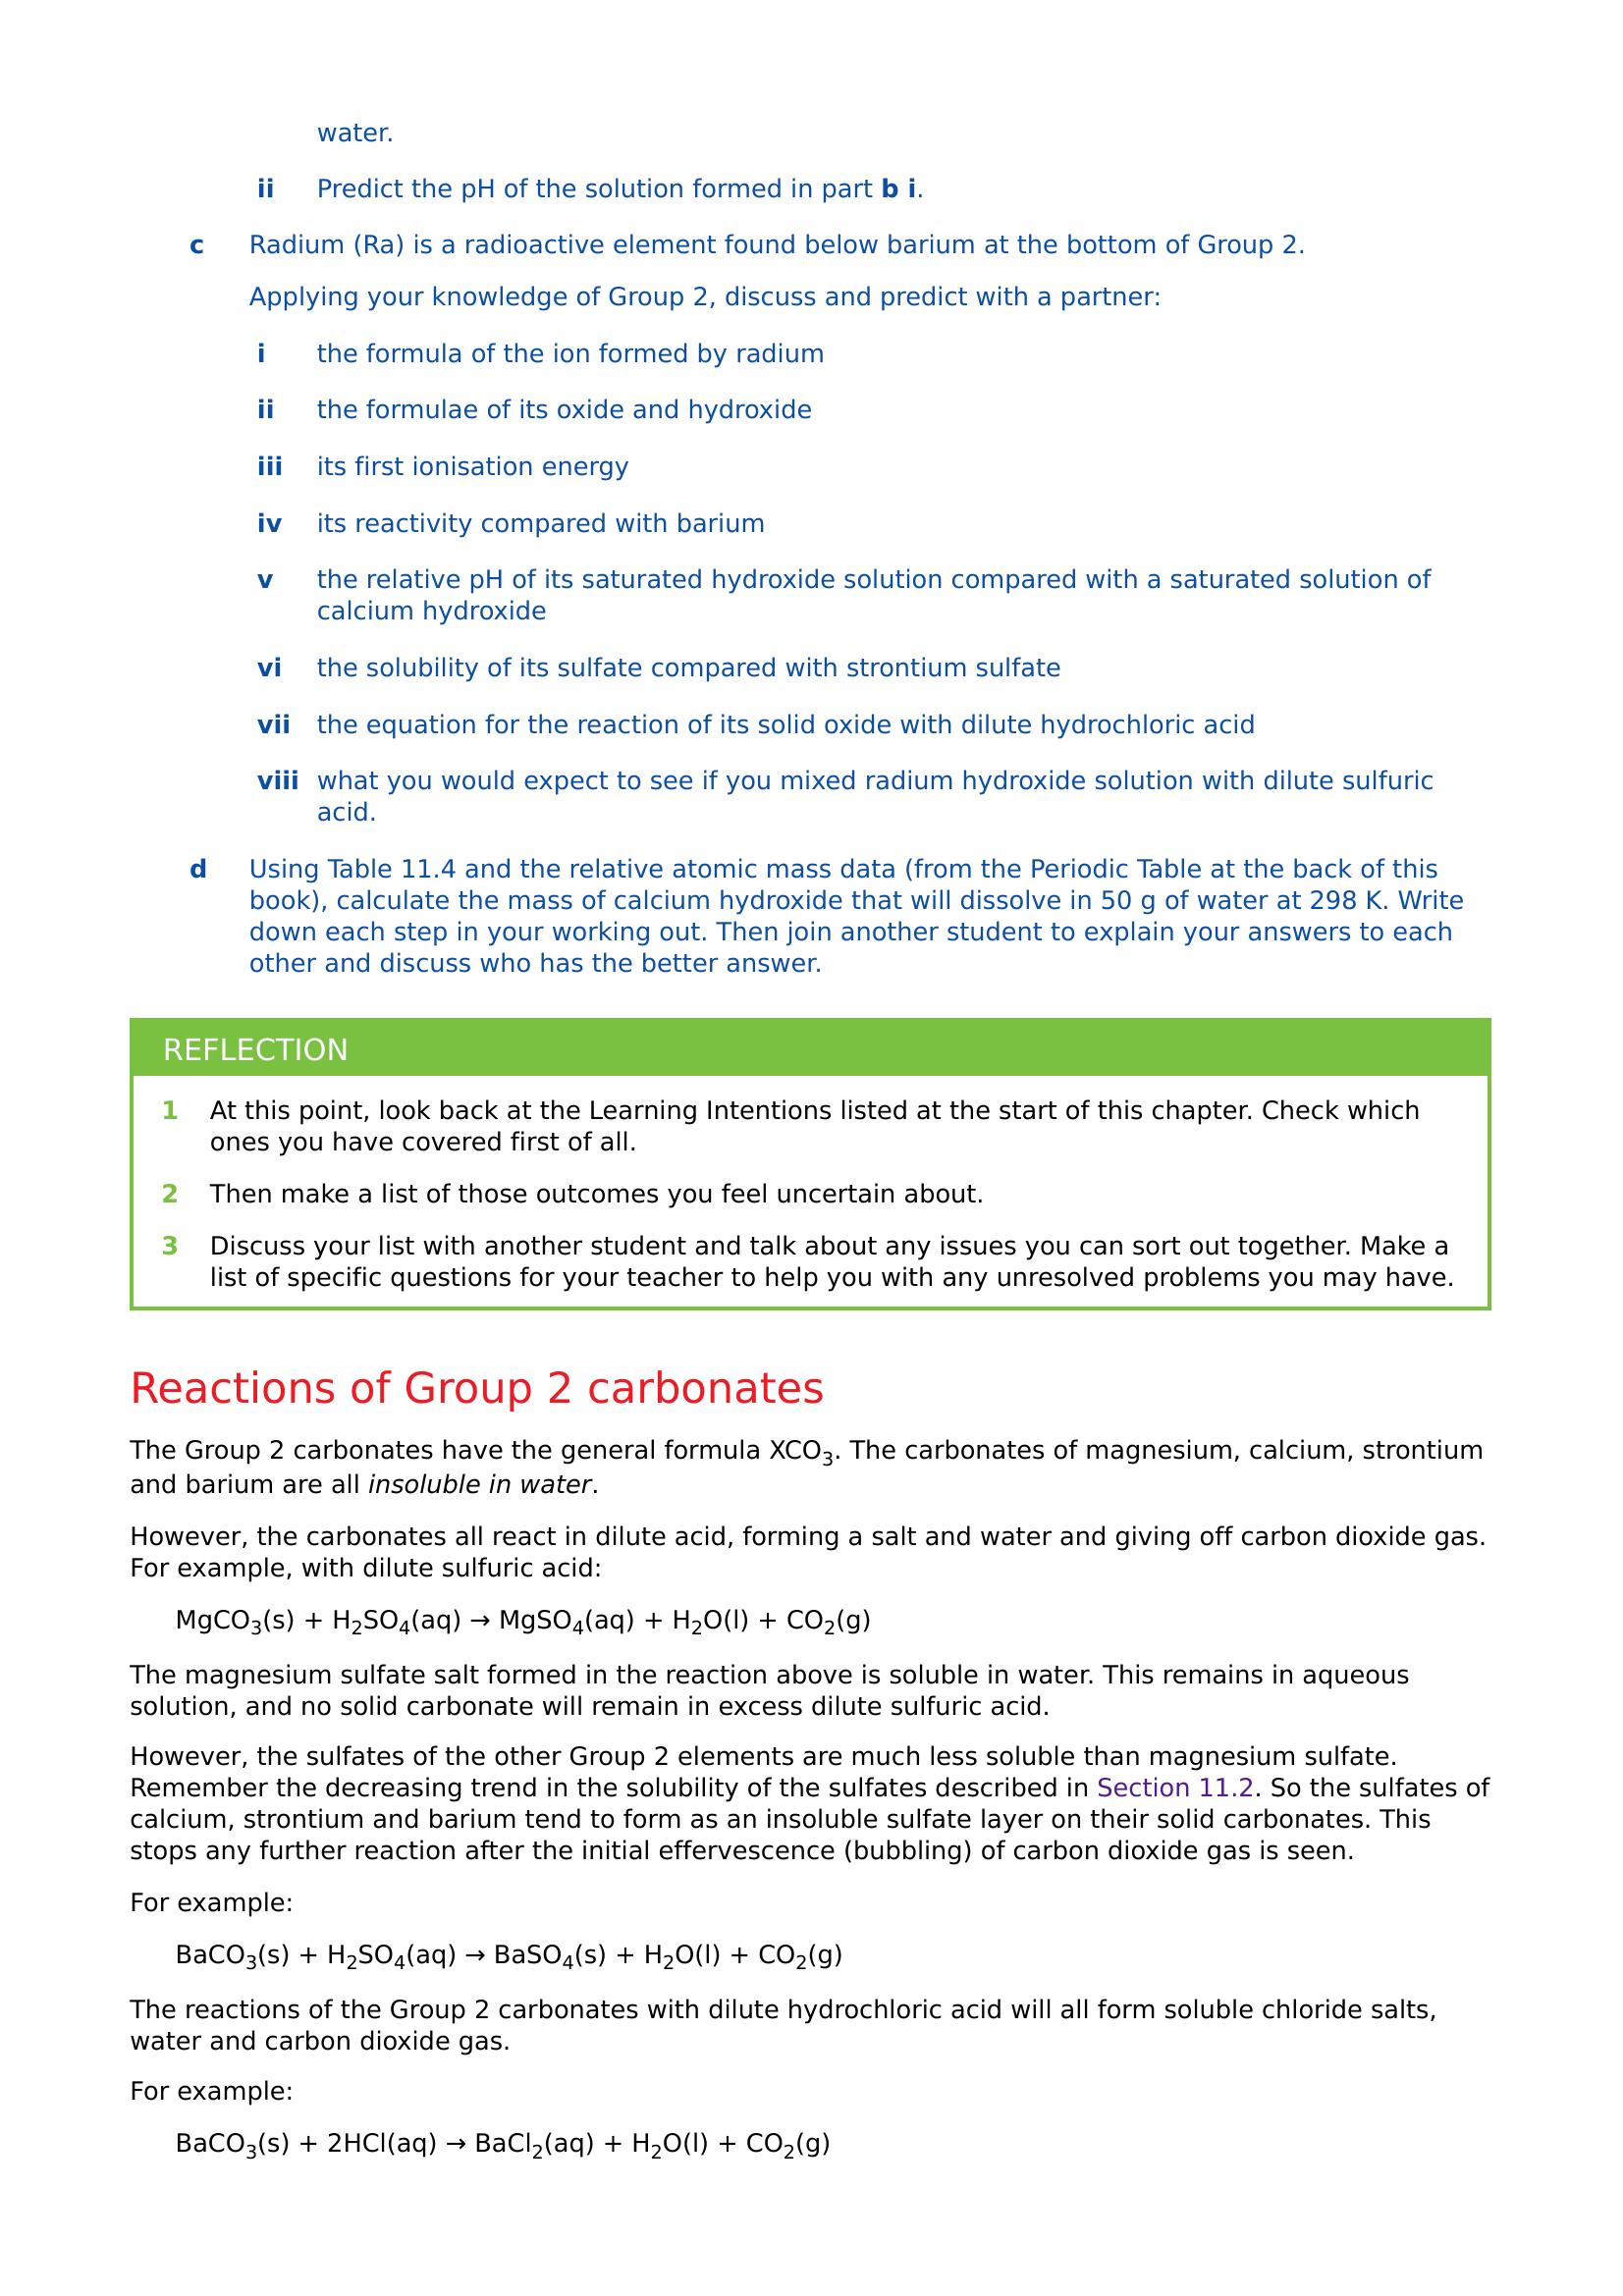 water.
ii Predict the pH of the solution formed in part b i.
c Radium (Ra) is a radioactive element found below barium at the bottom of Group 2.
Applying your knowledge of Group 2, discuss and predict with a partner:
i the formula of the ion formed by radium
ii the formulae of its oxide and hydroxide
iii its first ionisation energy
iv its reactivity compared with barium
v the relative pH of its saturated hydroxide solution compared with a saturated solution of
calcium hydroxide
vi the solubility of its sulfate compared with strontium sulfate
vii the equation for the reaction of its solid oxide with dilute hydrochloric acid
viii what you would expect to see if you mixed radium hydroxide solution with dilute sulfuric
acid.
d Using Table 11.4 and the relative atomic mass data (from the Periodic Table at the back of this
book), calculate the mass of calcium hydroxide that will dissolve in 50 g of water at 298 K. Write
down each step in your working out. Then join another student to explain your answers to each
other and discuss who has the better answer.
REFLECTION
1 At this point, look back at the Learning Intentions listed at the start of this chapter. Check which
ones you have covered first of all.
2 Then make a list of those outcomes you feel uncertain about.
3 Discuss your list with another student and talk about any issues you can sort out together. Make a
list of specific questions for your teacher to help you with any unresolved problems you may have.
Reactions of Group 2 carbonates
The Group 2 carbonates have the general formula XCO₃. The carbonates of magnesium, calcium, strontium
and barium are all insoluble in water.
However, the carbonates all react in dilute acid, forming a salt and water and giving off carbon dioxide gas.
For example, with dilute sulfuric acid:
MgCO₃(s) + H₂SO₄(aq) → MgSO₄(aq) + H₂O(l) + CO₂(g)
The magnesium sulfate salt formed in the reaction above is soluble in water. This remains in aqueous
solution, and no solid carbonate will remain in excess dilute sulfuric acid.
However, the sulfates of the other Group 2 elements are much less soluble than magnesium sulfate.
Remember the decreasing trend in the solubility of the sulfates described in Section 11.2. So the sulfates of
calcium, strontium and barium tend to form as an insoluble sulfate layer on their solid carbonates. This
stops any further reaction after the initial effervescence (bubbling) of carbon dioxide gas is seen.
For example:
BaCO₃(s) + H₂SO₄(aq) → BaSO₄(s) + H₂O(l) + CO₂(g)
The reactions of the Group 2 carbonates with dilute hydrochloric acid will all form soluble chloride salts,
water and carbon dioxide gas.
For example:
BaCO₃(s) + 2HCl(aq) → BaCl₂(aq) + H₂O(l) + CO₂(g)